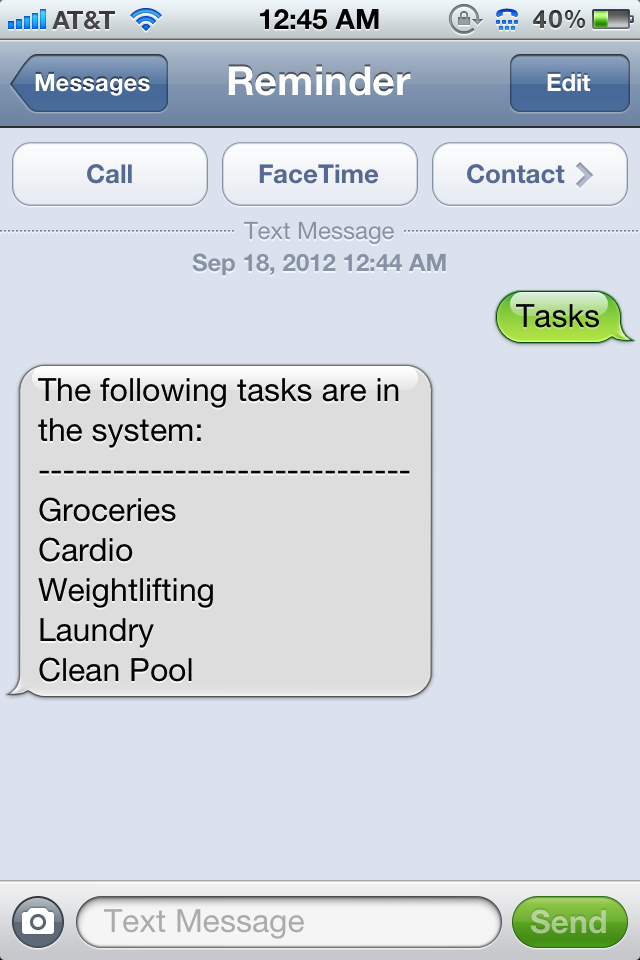 AT&T 12:45 AM 40%
Messages Reminder Edit
Call FaceTime Contact
Text Message
Sep 18, 2012 12:44 AM
Tasks
The following tasks are in
the system:
------------------------------
Groceries
Cardio
Weightlifting
Laundry
Clean Pool
Text Message Send